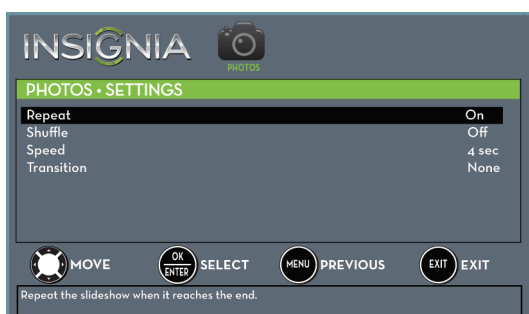 INSIGNIA
PHOTOS
PHOTOS • SETTINGS
Repeat On
Shuffle Off
Speed 4 sec
Transition None
MOVE OK ENTER SELECT MENU PREVIOUS EXIT EXIT
Repeat the slideshow when it reaches the end.